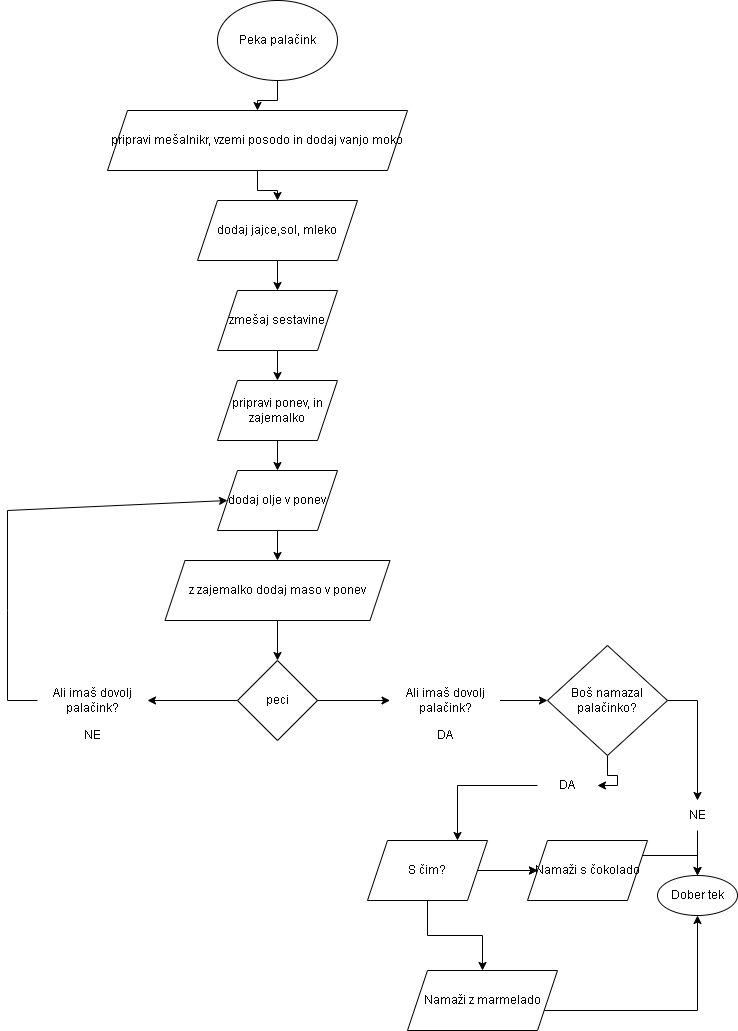 Peka palačink
pripravi mešalnikr, vzemi posodo in dodaj vanjo moko
dodaj jajce,sol, mleko
zmešaj sestavine
pripravi ponev, in
zajemalko
dodaj olje v ponev
z zajemalko dodaj maso v ponev
Ali imaš dovolj
palačink?
NE
peci
Ali imaš dovolj
palačink?
DA
Boš namazal
palačinko?
DA
NE
S čim?
Namaži s čokolado
Dober tek
Namaži z marmelado